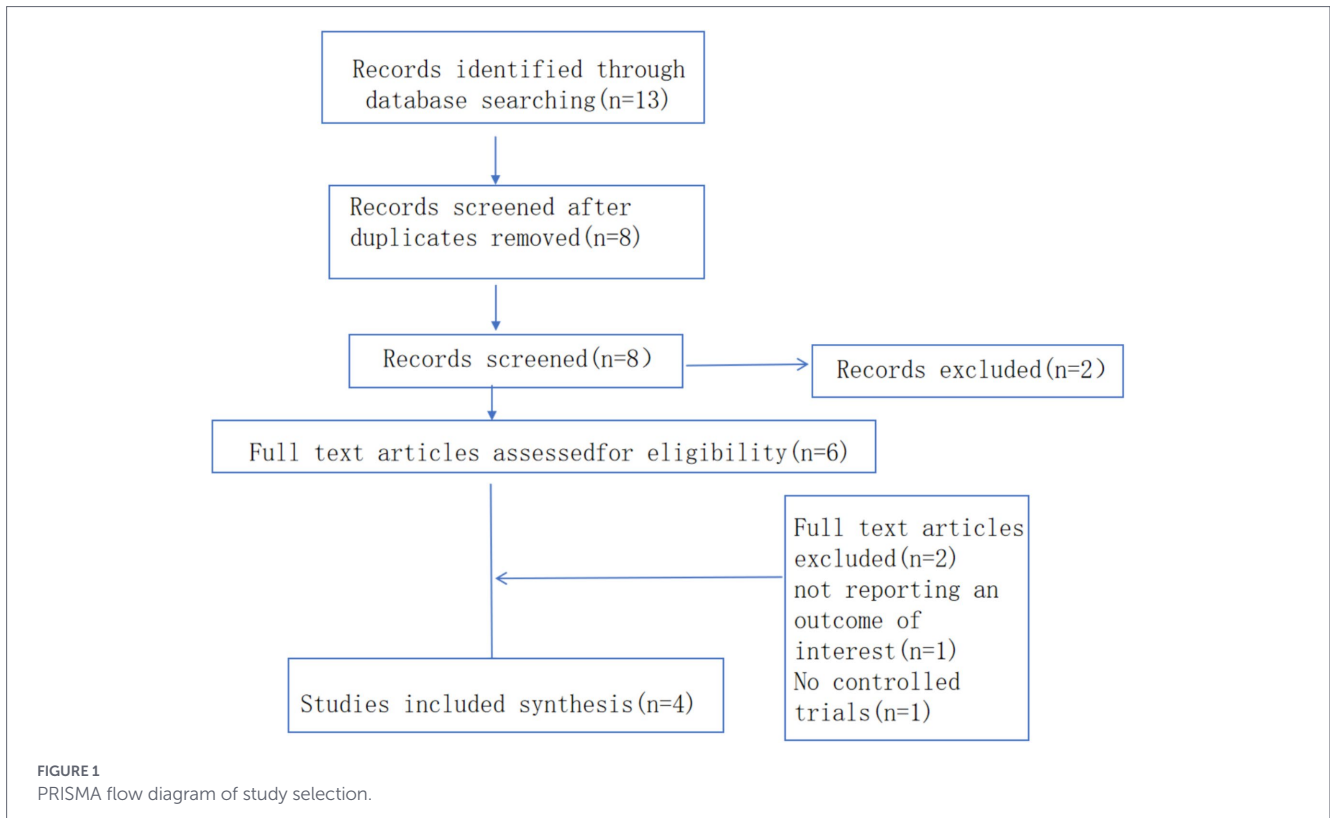 Records identified through
database searching(n=13)
Records screened after
duplicates removed(n=8)
Records screened(n=8)
Records excluded(n=2)
Full text articles assessedfor eligibility(n=6)
Full text articles
excluded(n=2)
not reporting an
outcome of
interest(n=1)
No controlled
trials(n=1)
Studies included synthesis(n=4)
FIGURE 1
PRISMA flow diagram of study selection.